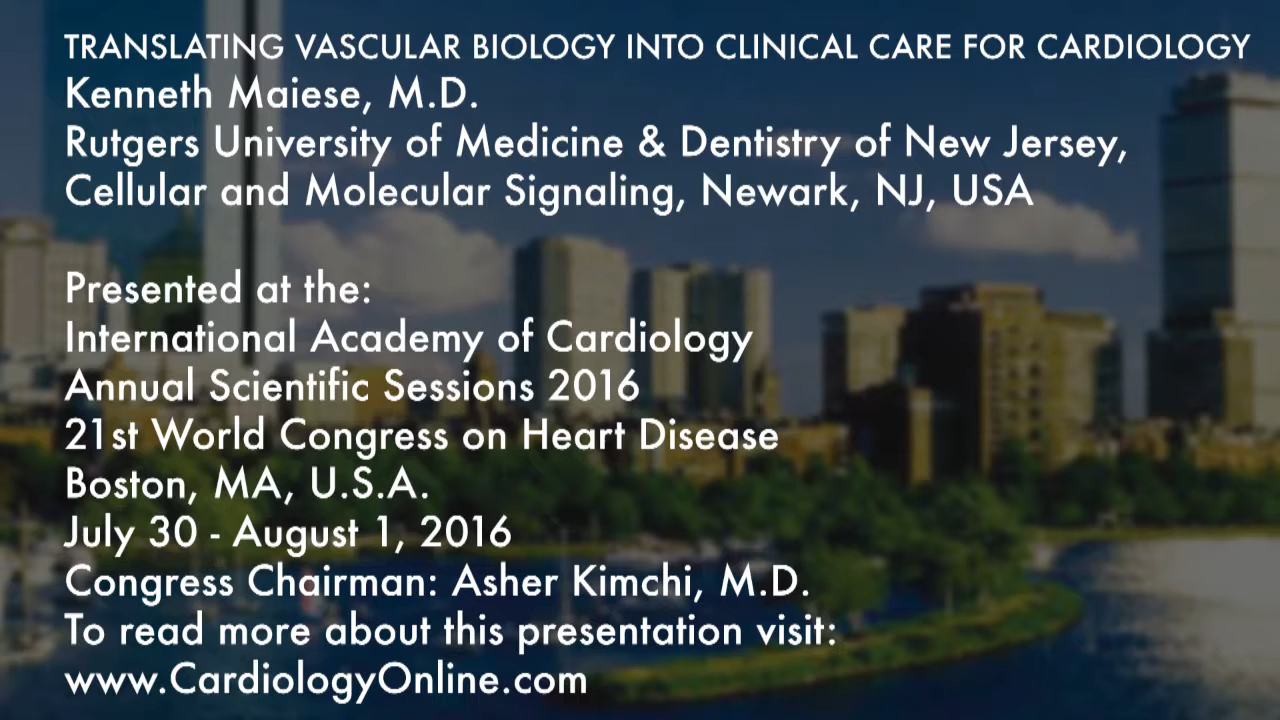 TRANSLATING VASCULAR BIOLOGY INTO CLINICAL CARE FOR CARDIOLOGY
Kenneth Maiese, M.D.
Rutgers University of Medicine & Dentistry of New Jersey,
Cellular and Molecular Signaling, Newark, NJ, USA
Presented at the:
International Academy of Cardiology
Annual Scientific Sessions 2016
21st World Congress on Heart Disease
Boston, MA, U.S.A.
July 30 - August 1, 2016
Congress Chairman: Asher Kimchi, M.D.
To read more about this presentation visit:
www.CardiologyOnline.com